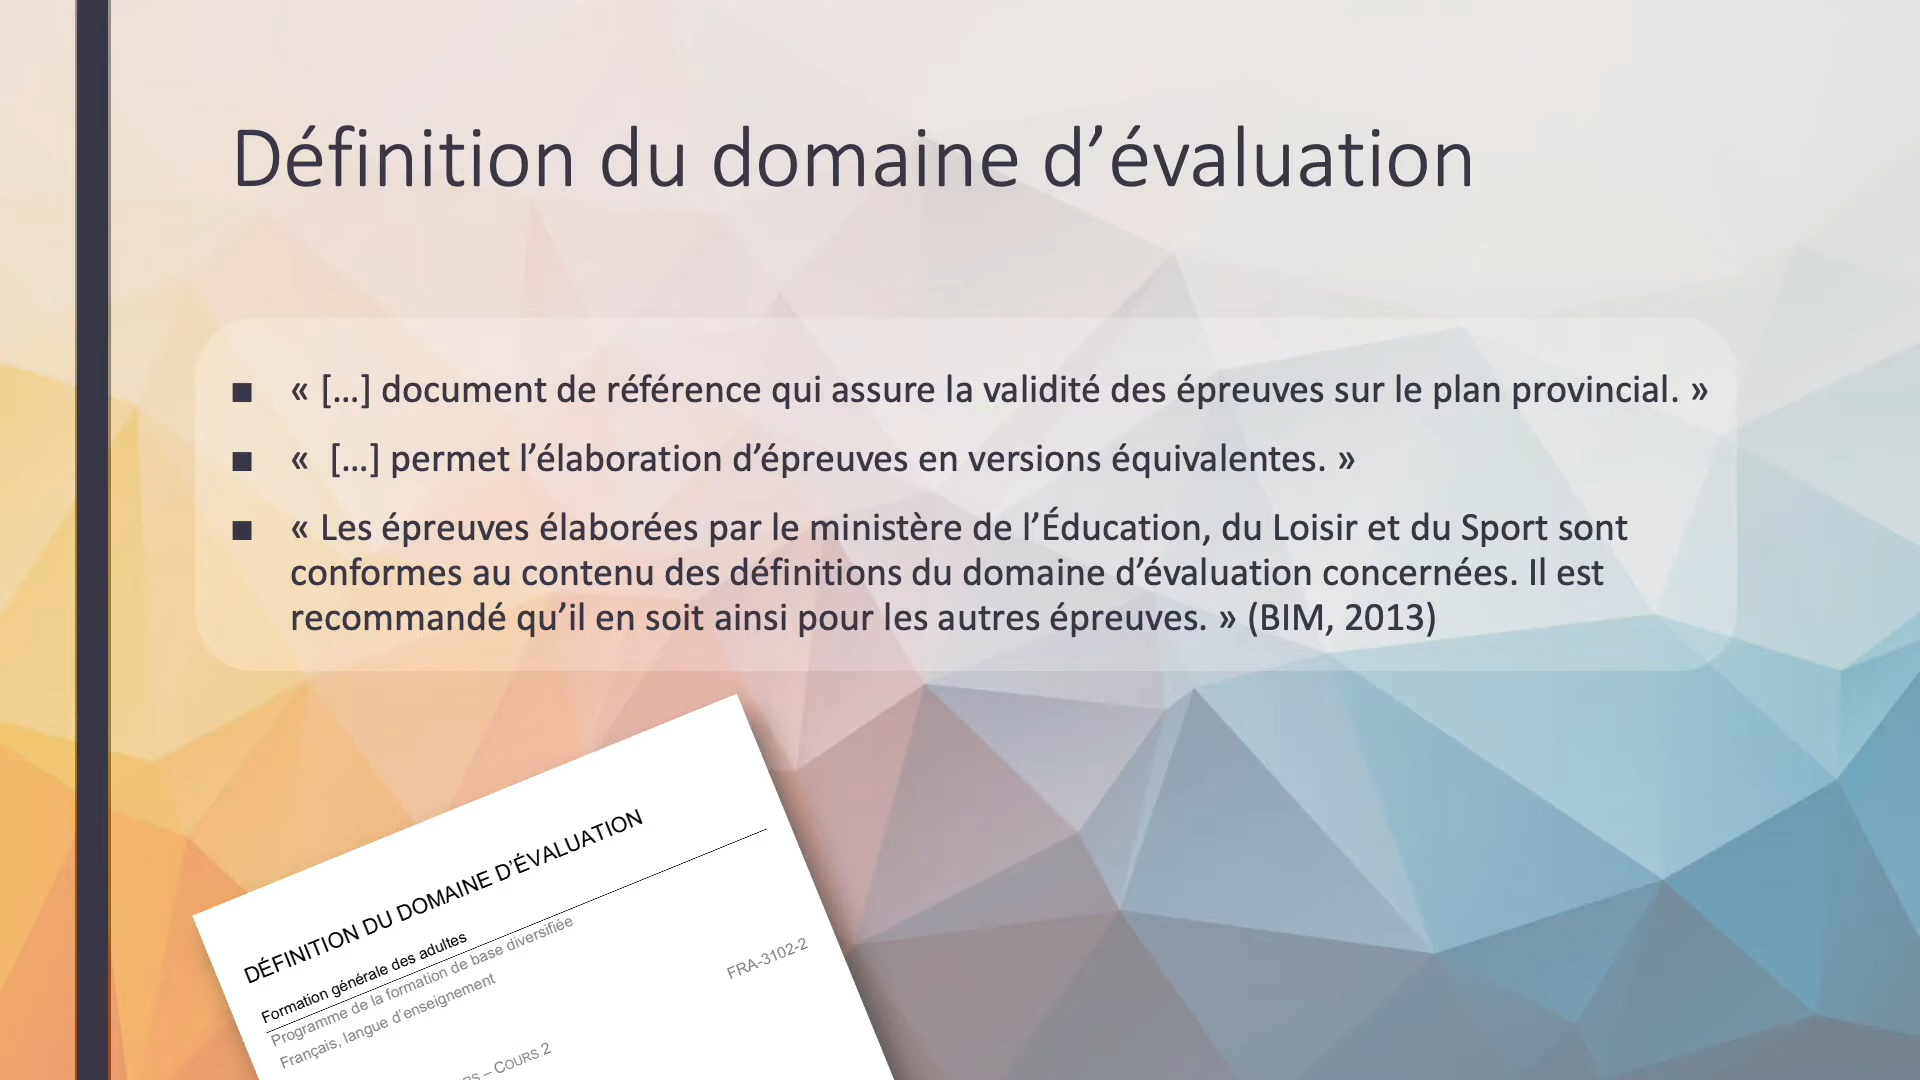 Définition du domaine d’évaluation
■ « […] document de référence qui assure la validité des épreuves sur le plan provincial. »
■ «  […] permet l’élaboration d’épreuves en versions équivalentes. »
■ « Les épreuves élaborées par le ministère de l’Éducation, du Loisir et du Sport sont
conformes au contenu des définitions du domaine d’évaluation concernées. Il est
recommandé qu’il en soit ainsi pour les autres épreuves. » (BIM, 2013)
DÉFINITION DU DOMAINE D’ÉVALUATION
Formation générale des adultes
Programme de la formation de base diversifiée
Français, langue d’enseignement
FRA-3102-2
– COURS 2